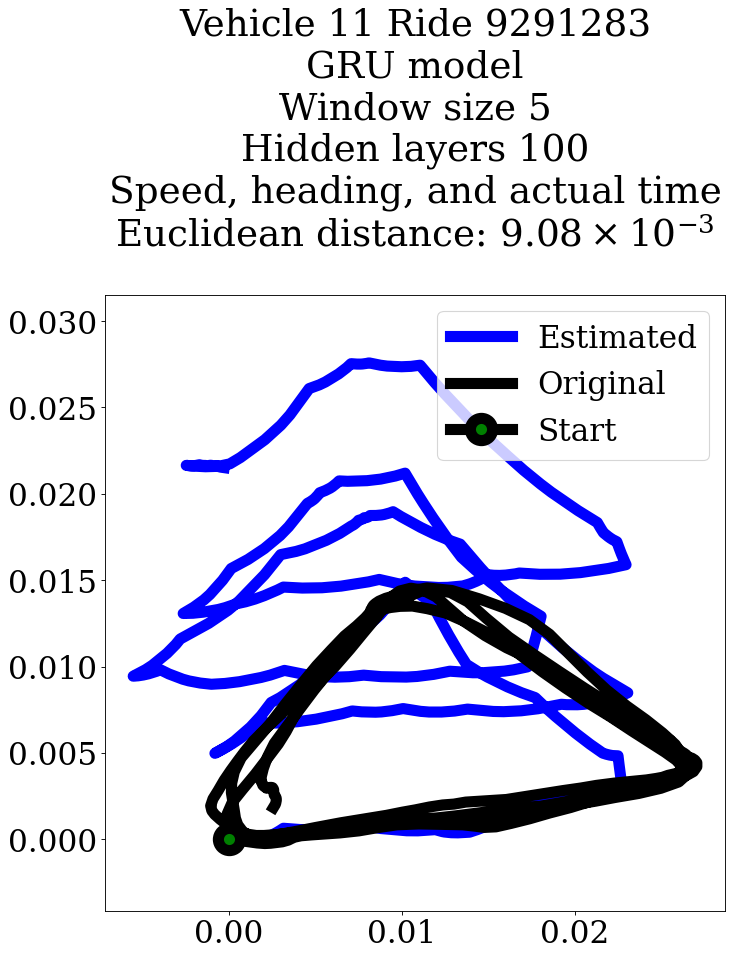 Vehicle 11 Ride 9291283
GRU model
Window size 5
Hidden layers 100
Speed, heading, and actual time
Euclidean distance: 9.08 × 10⁻³
0.030
0.025
0.020
0.015
0.010
0.005
0.000
Estimated
Original
Start
0.00 0.01 0.02